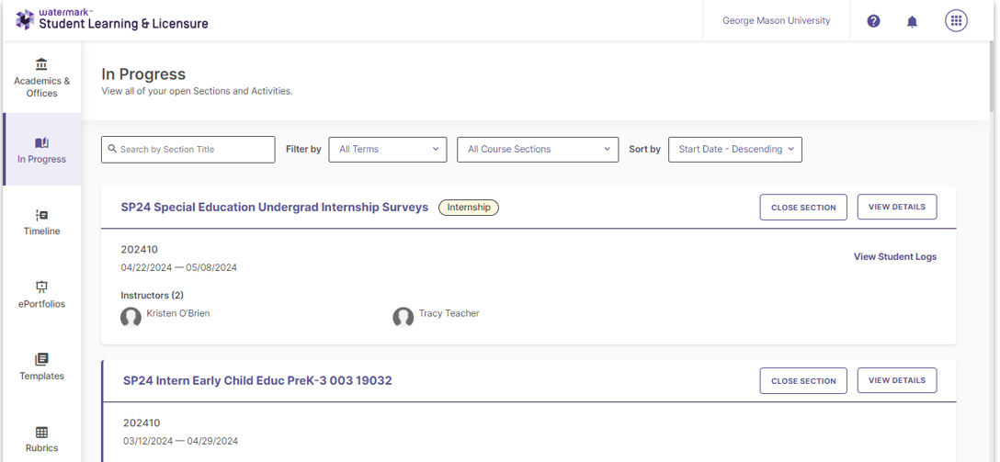 watermark™
Student Learning & Licensure
George Mason University
?
Academics &
Offices
In Progress
Timeline
ePortfolios
Templates
Rubrics
In Progress
View all of your open Sections and Activities.
Search by Section Title
Filter by
All Terms
All Course Sections
Sort by
Start Date - Descending
SP24 Special Education Undergrad Internship Surveys
Internship
CLOSE SECTION
VIEW DETAILS
202410
04/22/2024 — 05/08/2024
View Student Logs
Instructors (2)
Kristen O'Brien
Tracy Teacher
SP24 Intern Early Child Educ PreK-3 003 19032
CLOSE SECTION
VIEW DETAILS
202410
03/12/2024 — 04/29/2024